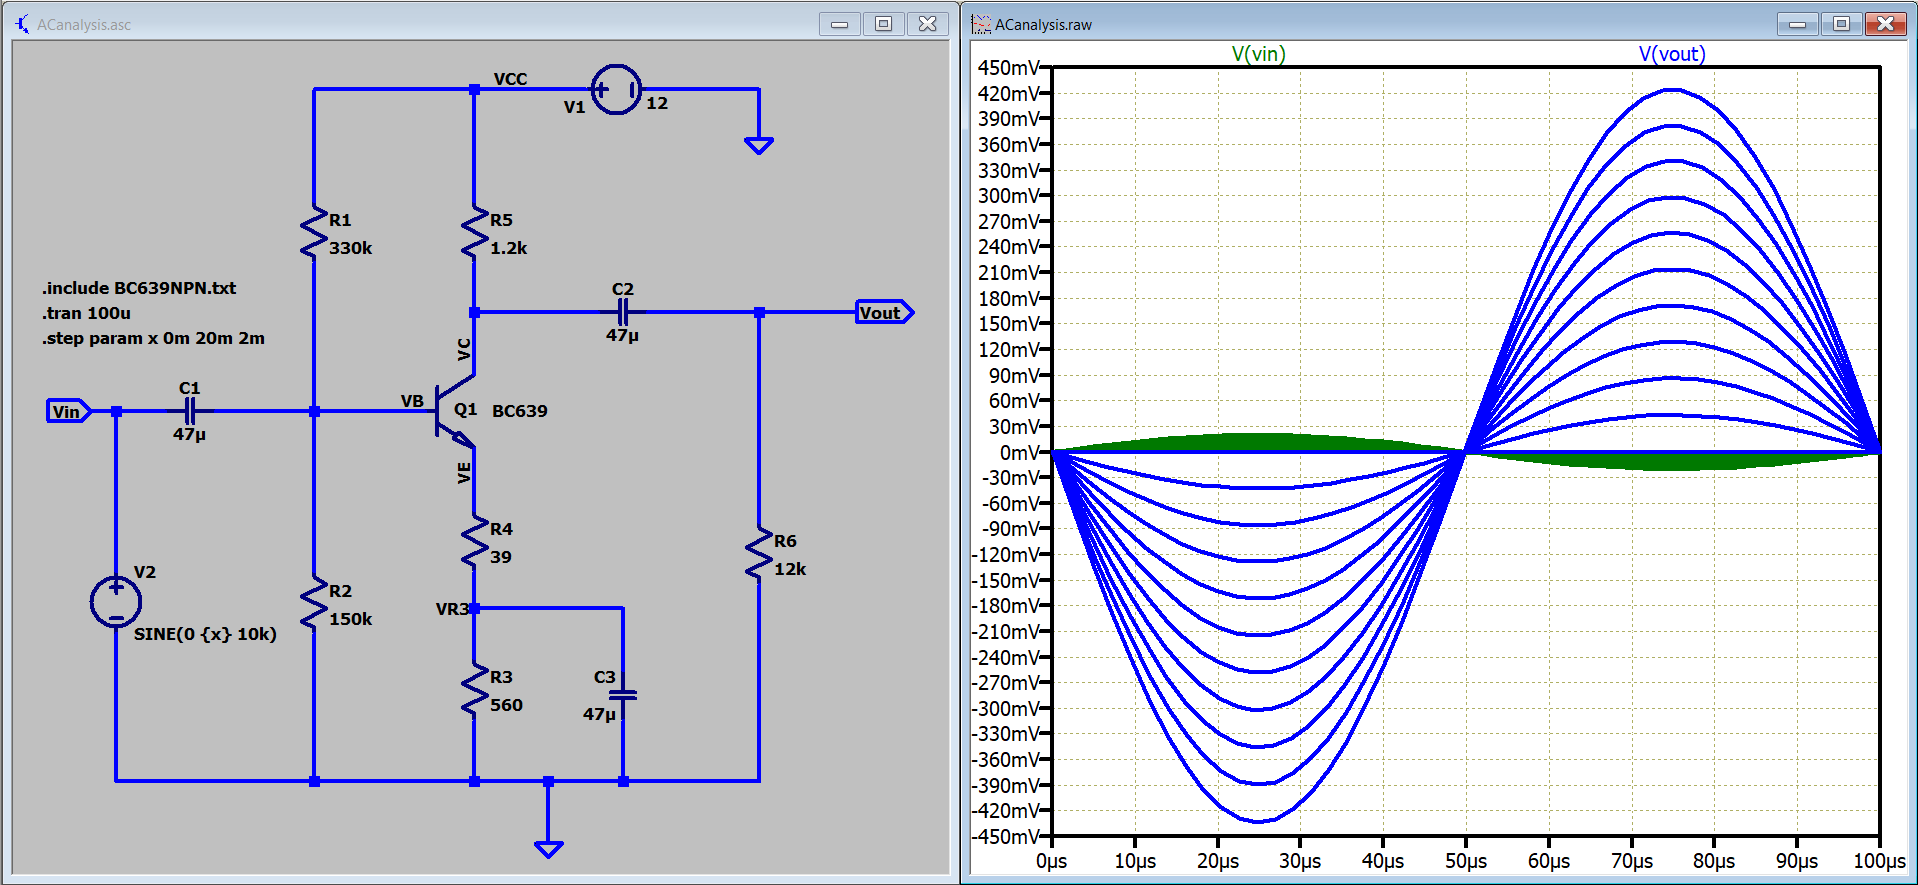 ACanalysis.asc
VCC
V1
12
R1
330k
R5
1.2k
.include BC639NPN.txt
.tran 100u
.step param x 0m 20m 2m
C2
47µ
Vout
VC
Vin
C1
47µ
VB
Q1
BC639
VE
R4
39
R6
12k
V2
SINE(0 {x} 10k)
R2
150k
VR3
R3
560
C3
47µ
ACanalysis.raw
V(vin)
V(vout)
450mV
420mV
390mV
360mV
330mV
300mV
270mV
240mV
210mV
180mV
150mV
120mV
90mV
60mV
30mV
0mV
-30mV
-60mV
-90mV
-120mV
-150mV
-180mV
-210mV
-240mV
-270mV
-300mV
-330mV
-360mV
-390mV
-420mV
-450mV
0µs 10µs 20µs 30µs 40µs 50µs 60µs 70µs 80µs 90µs 100µs